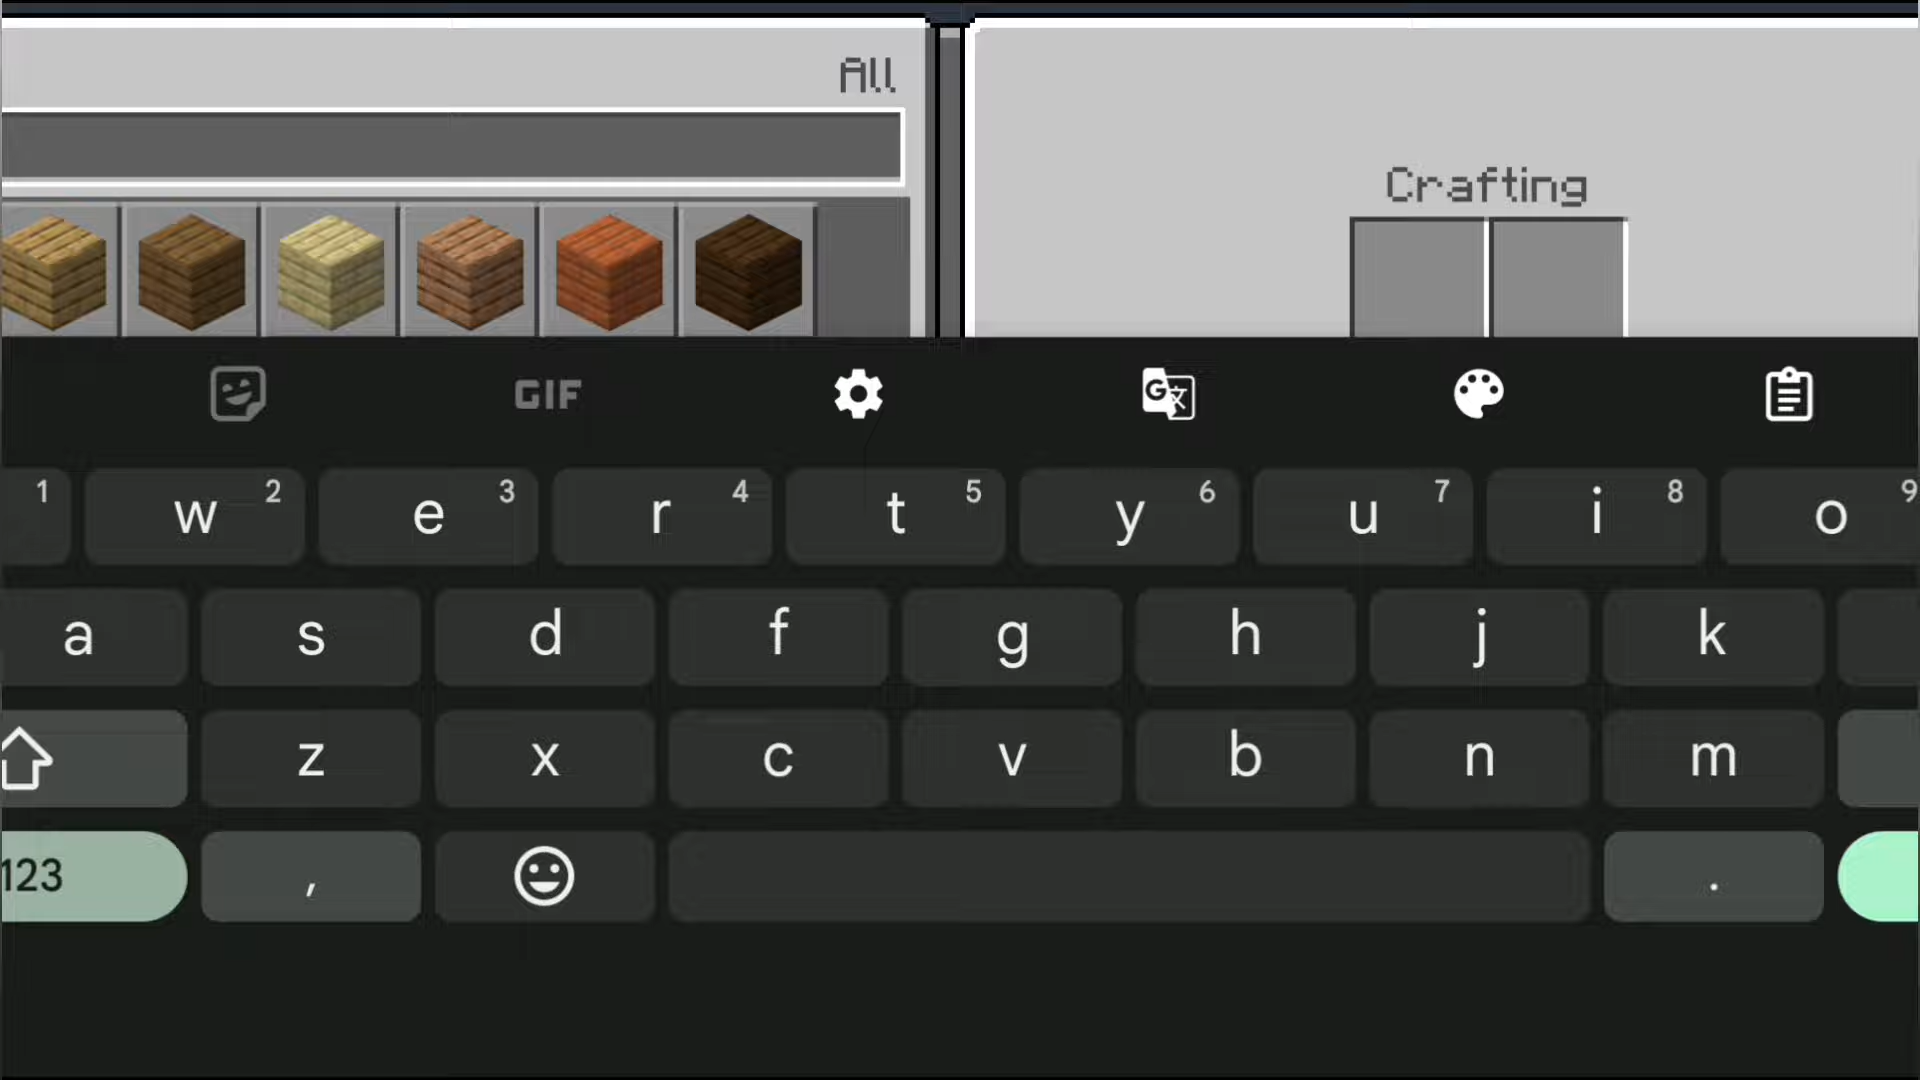 All
Crafting
GIF
1 w 2 e 3 r 4 t 5 y 6 u 7 i 8 o 9
a s d f g h j k
z x c v b n m
123 , .